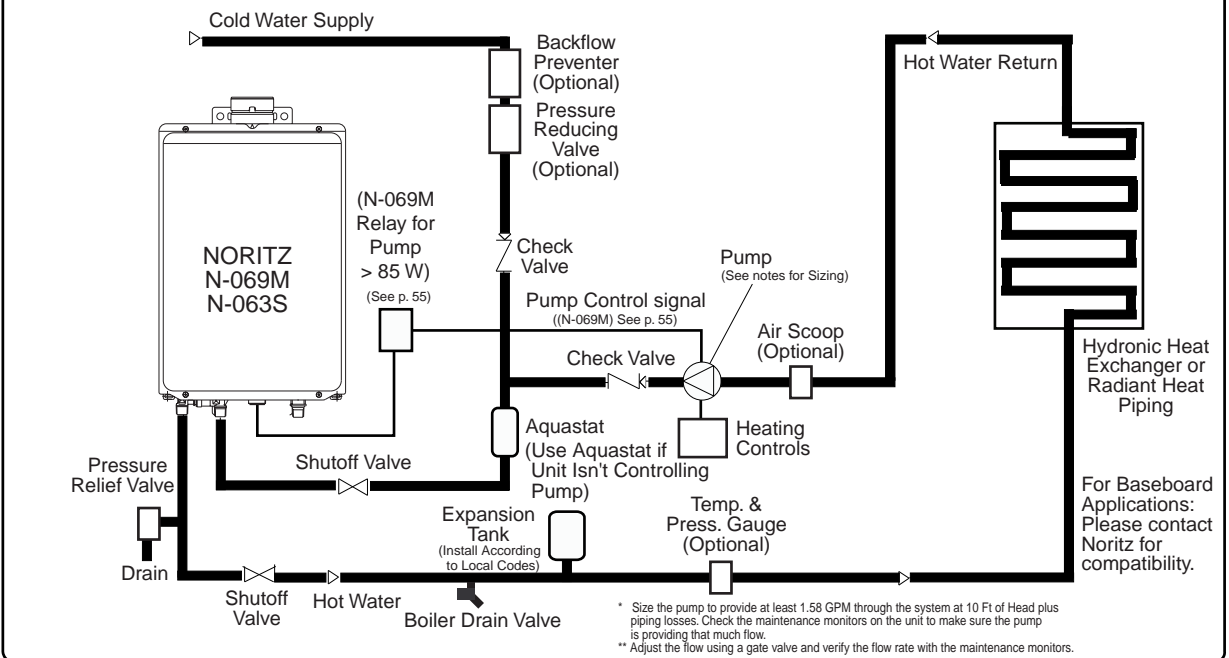 Cold Water Supply
Backflow
Preventer
(Optional)
Pressure
Reducing
Valve
(Optional)
Hot Water Return
NORITZ
N-069M
N-063S
(N-069M
Relay for
Pump
> 85 W)
(See p. 55)
Check
Valve
Pump
(See notes for Sizing)
Pump Control signal
((N-069M) See p. 55)
Air Scoop
(Optional)
Check Valve
Hydronic Heat
Exchanger or
Radiant Heat
Piping
Aquastat
(Use Aquastat if
Unit Isn't Controlling
Pump)
Heating
Controls
Pressure
Relief Valve
Shutoff Valve
Drain
Expansion
Tank
(Install According
to Local Codes)
Temp. &
Press. Gauge
(Optional)
For Baseboard
Applications:
Please contact
Noritz for
compatibility.
Shutoff
Valve
Hot Water
Boiler Drain Valve
* Size the pump to provide at least 1.58 GPM through the system at 10 Ft of Head plus
piping losses. Check the maintenance monitors on the unit to make sure the pump
is providing that much flow.
** Adjust the flow using a gate valve and verify the flow rate with the maintenance monitors.